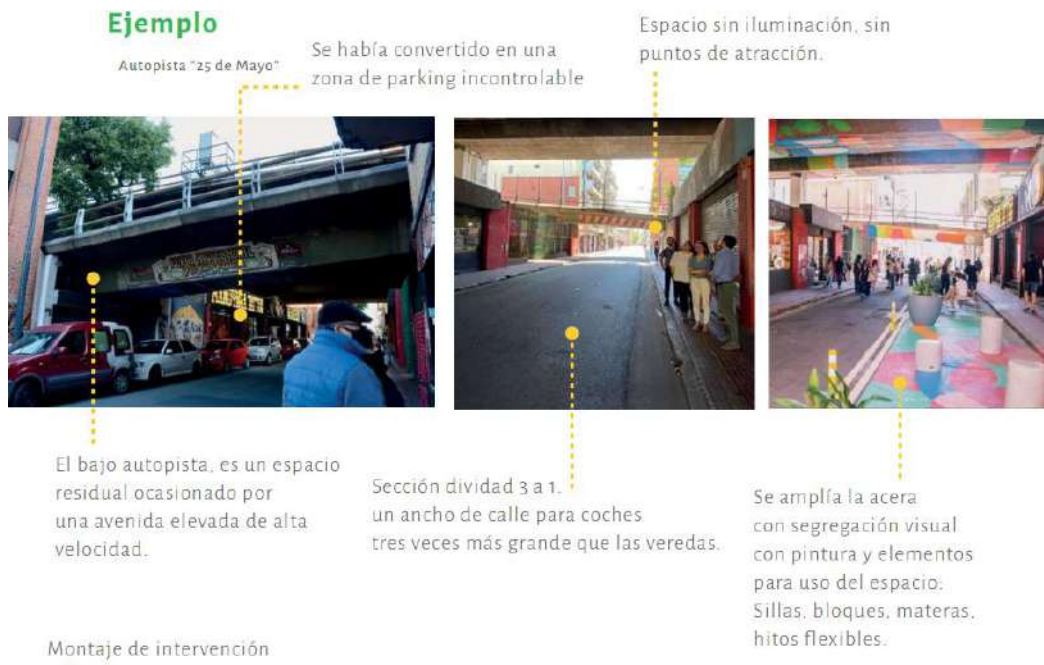 Ejemplo
Autopista "25 de Mayo"
Se había convertido en una
zona de parking incontrolable
Espacio sin iluminación, sin
puntos de atracción.
El bajo autopista, es un espacio
residual ocasionado por
una avenida elevada de alta
velocidad.
Sección dividad 3 a 1.
un ancho de calle para coches
tres veces más grande que las veredas.
Se amplía la acera
con segregación visual
con pintura y elementos
para uso del espacio:
Sillas, bloques, materas,
hitos flexibles.
Montaje de intervención